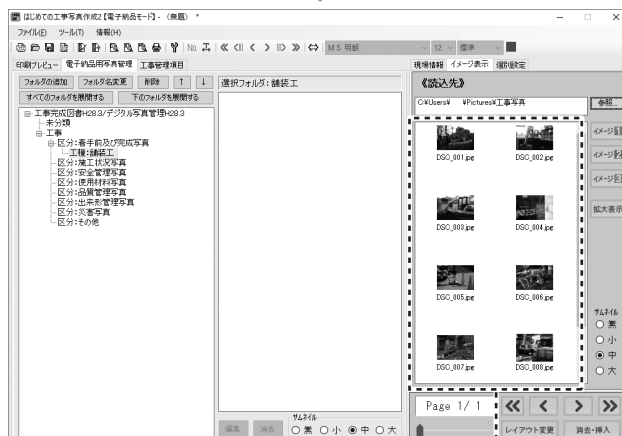 はじめての工事写真作成2【電子納品モード】- （無題） *
ファイル(F) ツール(T) 情報(H)
No. MS 明朝 12 標準
印刷プレビュー 電子納品用写真管理 工事管理項目
フォルダの追加 フォルダ名変更 削除 ↑ ↓
すべてのフォルダを展開する 下のフォルダを展開する
工事完成図書H28.3/デジタル写真管理H28.3
未分類
工事
区分:着手前及び完成写真
工種:舗装工
区分:施工状況写真
区分:安全管理写真
区分:使用材料写真
区分:品質管理写真
区分:出来形管理写真
区分:災害写真
区分:その他
選択フォルダ:舗装工
編集 消去
サムネイル
無 小 中 大
現場情報 イメージ表示 個別設定
《読込先》
C:¥Users¥ ¥Pictures¥工事写真
参照...
DSC_001.jpg DSC_002.jpg
DSC_003.jpg DSC_004.jpg
DSC_005.jpg DSC_006.jpg
DSC_007.jpg DSC_008.jpg
イメージ1
イメージ2
イメージ3
拡大表示
サムネイル
無
小
中
大
Page 1/ 1
レイアウト変更 消去・挿入